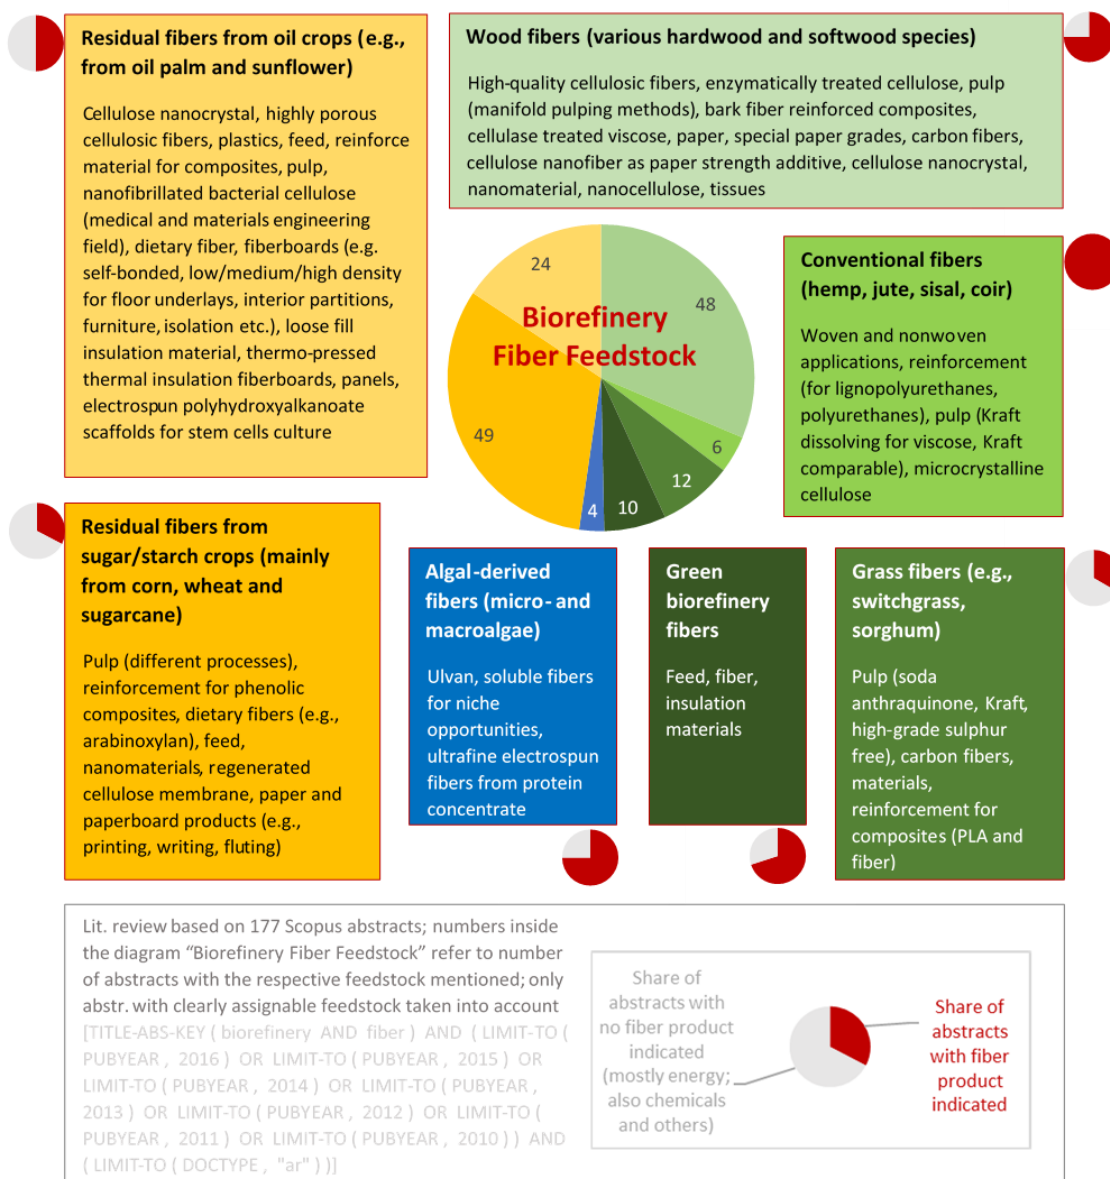 Residual fibers from oil crops (e.g.,
from oil palm and sunflower)
Cellulose nanocrystal, highly porous
cellulosic fibers, plastics, feed, reinforce
material for composites, pulp,
nanofibrillated bacterial cellulose
(medical and materials engineering
field), dietary fiber, fiberboards (e.g.
self-bonded, low/medium/high density
for floor underlays, interior partitions,
furniture, isolation etc.), loose fill
insulation material, thermo-pressed
thermal insulation fiberboards, panels,
electrospun polyhydroxyalkanoate
scaffolds for stem cells culture
Wood fibers (various hardwood and softwood species)
High-quality cellulosic fibers, enzymatically treated cellulose, pulp
(manifold pulping methods), bark fiber reinforced composites,
cellulase treated viscose, paper, special paper grades, carbon fibers,
cellulose nanofiber as paper strength additive, cellulose nanocrystal,
nanomaterial, nanocellulose, tissues
24
48
Biorefinery
Fiber Feedstock
49
6
12
10
4
Conventional fibers
(hemp, jute, sisal, coir)
Woven and nonwoven
applications, reinforcement
(for lignopolyurethanes,
polyurethanes), pulp (Kraft
dissolving for viscose, Kraft
comparable), microcrystalline
cellulose
Residual fibers from
sugar/starch crops (mainly
from corn, wheat and
sugarcane)
Pulp (different processes),
reinforcement for phenolic
composites, dietary fibers (e.g.,
arabinoxylan), feed,
nanomaterials, regenerated
cellulose membrane, paper and
paperboard products (e.g.,
printing, writing, fluting)
Algal-derived
fibers (micro- and
macroalgae)
Ulvan, soluble fibers
for niche
opportunities,
ultrafine electrospun
fibers from protein
concentrate
Green
biorefinery
fibers
Feed, fiber,
insulation
materials
Grass fibers (e.g.,
switchgrass,
sorghum)
Pulp (soda
anthraquinone, Kraft,
high-grade sulphur
free), carbon fibers,
materials,
reinforcement for
composites (PLA and
fiber)
Lit. review based on 177 Scopus abstracts; numbers inside
the diagram “Biorefinery Fiber Feedstock” refer to number
of abstracts with the respective feedstock mentioned; only
abstr. with clearly assignable feedstock taken into account
[TITLE-ABS-KEY ( biorefinery AND fiber ) AND ( LIMIT-TO (
PUBYEAR , 2016 ) OR LIMIT-TO ( PUBYEAR , 2015 ) OR
LIMIT-TO ( PUBYEAR , 2014 ) OR LIMIT-TO ( PUBYEAR ,
2013 ) OR LIMIT-TO ( PUBYEAR , 2012 ) OR LIMIT-TO (
PUBYEAR , 2011 ) OR LIMIT-TO ( PUBYEAR , 2010 ) ) AND
( LIMIT-TO ( DOCTYPE , "ar" ) )]
Share of
abstracts with
no fiber product
indicated
(mostly energy;
also chemicals
and others)
Share of
abstracts
with fiber
product
indicated